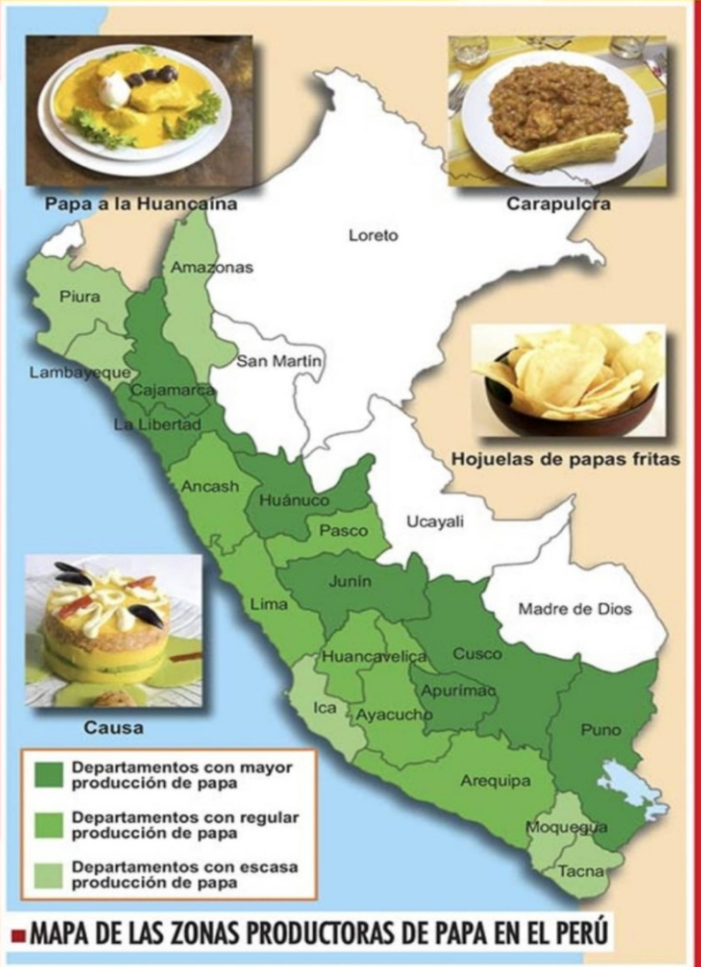 Papa a la Huancaína
Carapulcra
Loreto
Amazonas
Piura
San Martín
Lambayeque
Cajamarca
La Libertad
Hojuelas de papas fritas
Ancash
Huánuco
Ucayali
Pasco
Junín
Lima
Madre de Dios
Huancavelica
Cusco
Apurímac
Ica
Ayacucho
Causa
Puno
Arequipa
Moquegua
Tacna
Departamentos con mayor
producción de papa
Departamentos con regular
producción de papa
Departamentos con escasa
producción de papa
MAPA DE LAS ZONAS PRODUCTORAS DE PAPA EN EL PERÚ